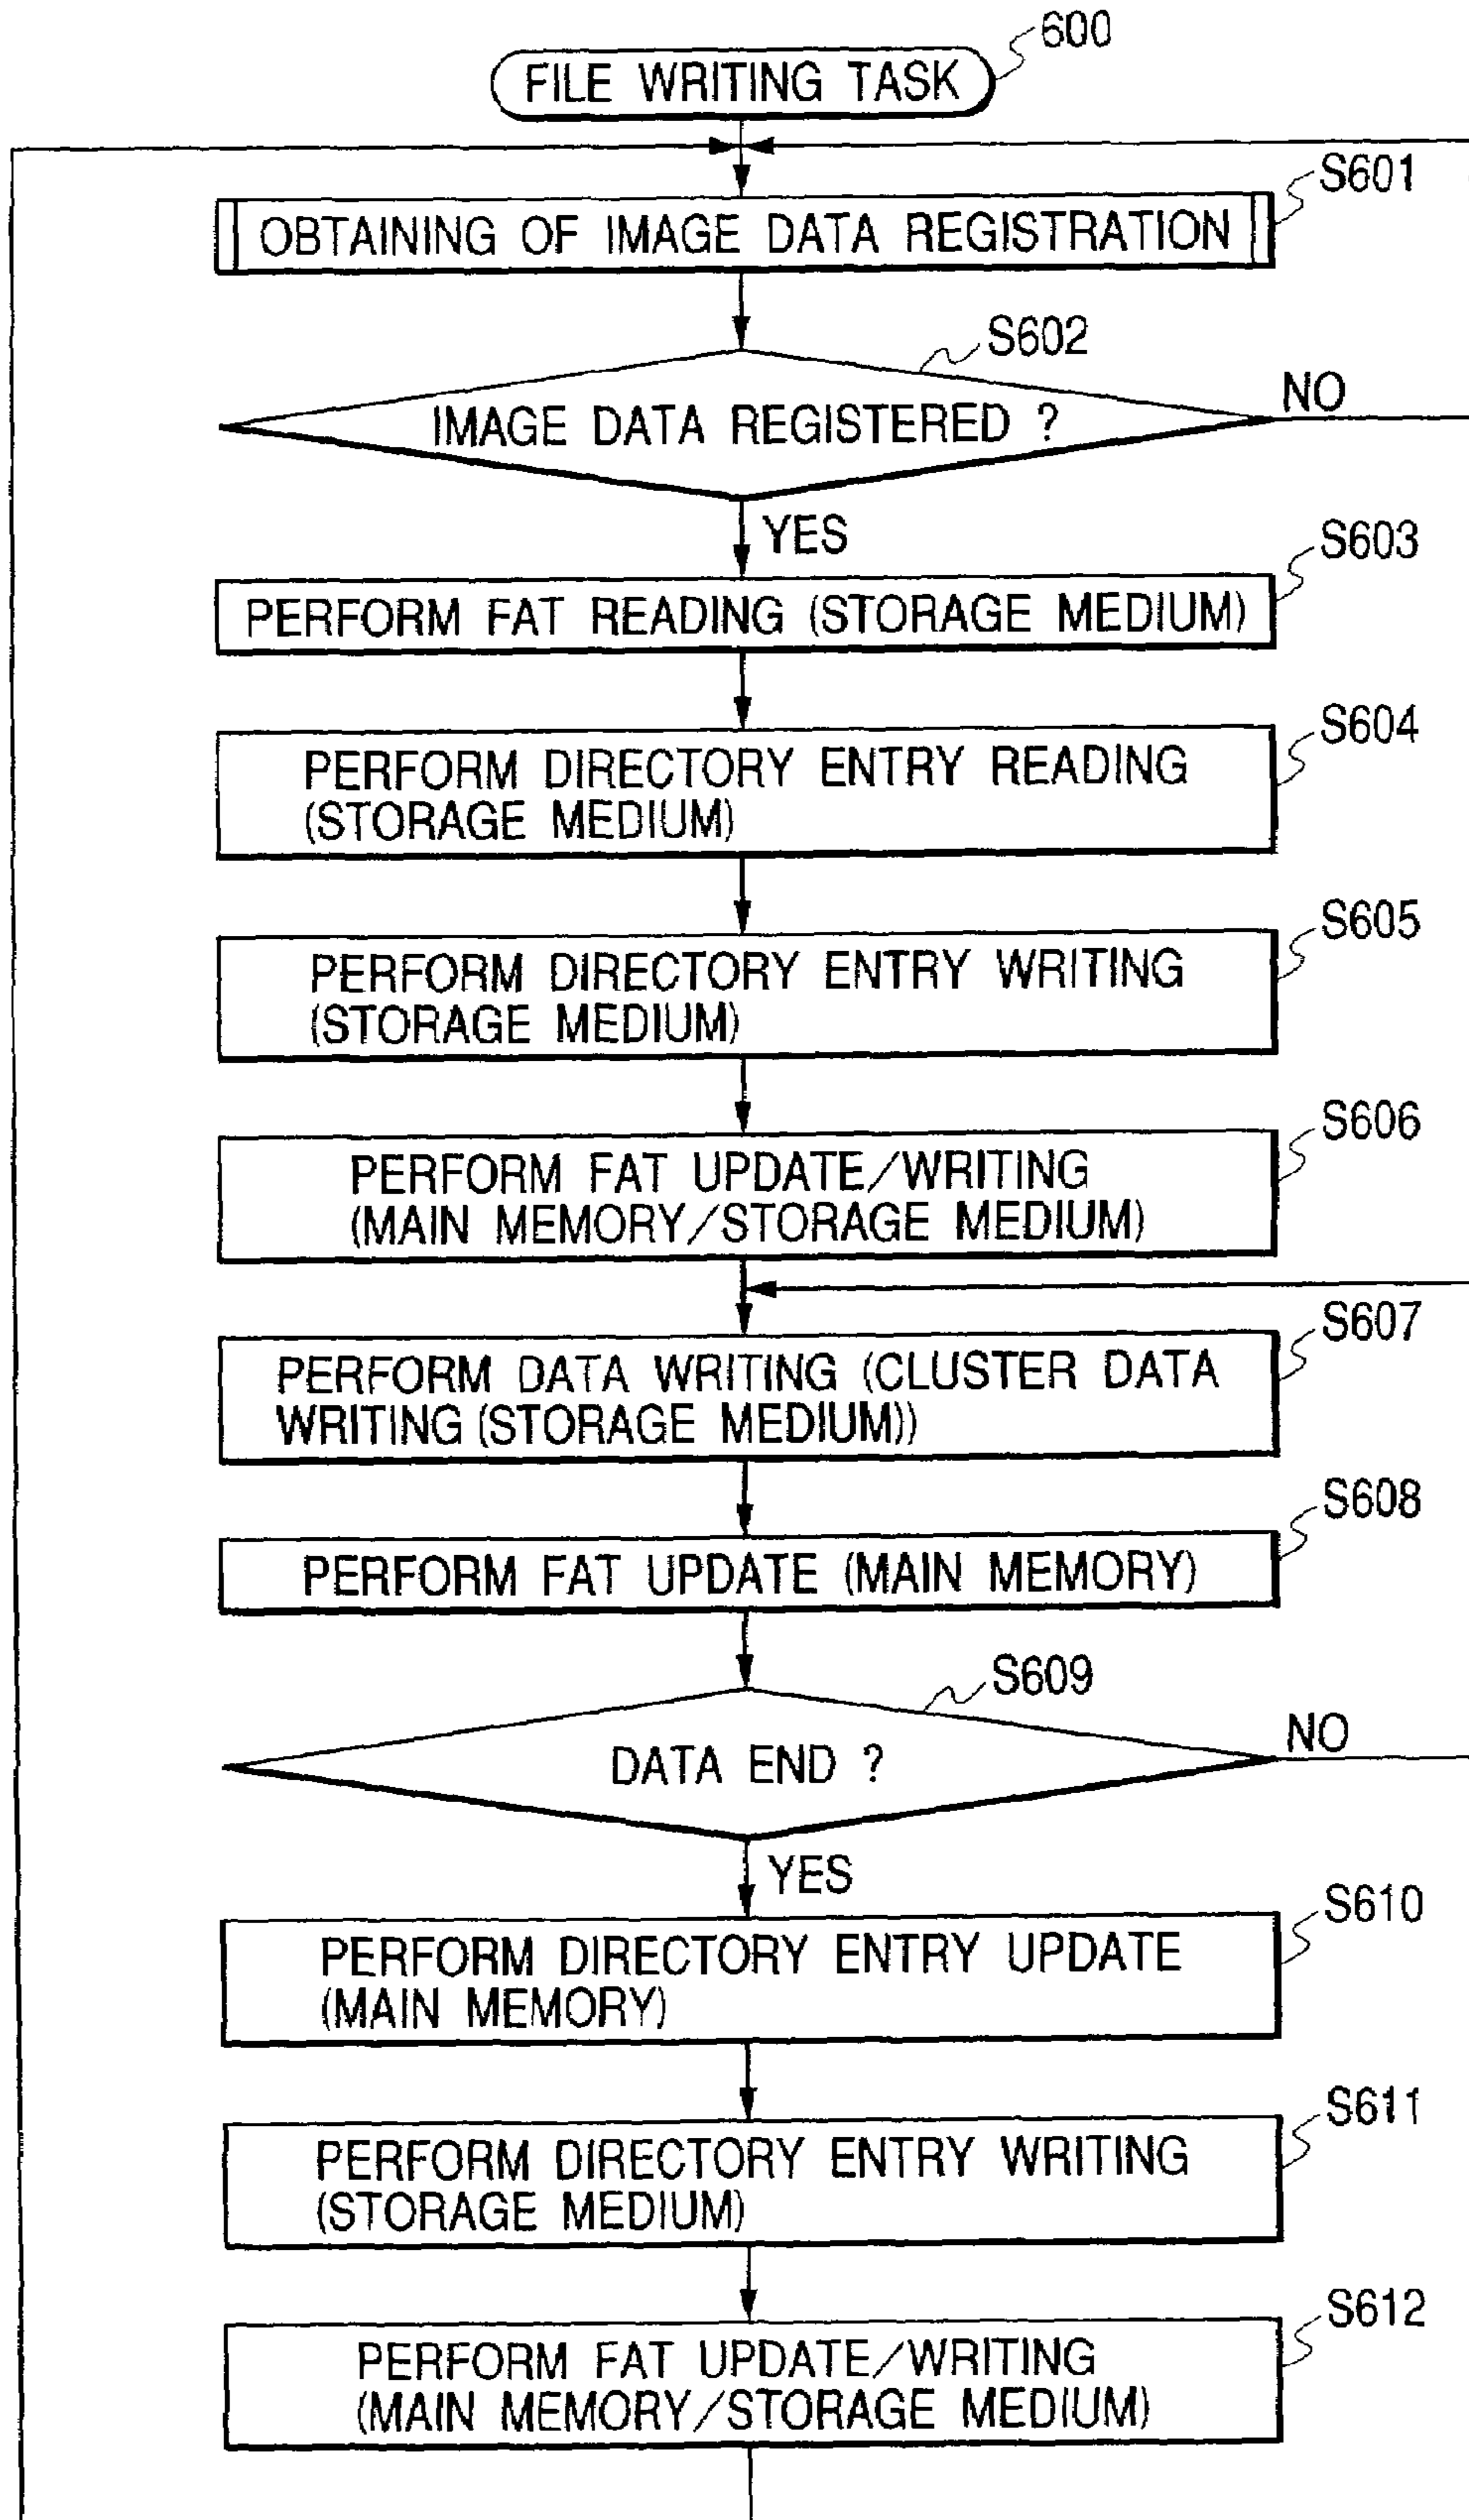 600
FILE WRITING TASK
S601
OBTAINING OF IMAGE DATA REGISTRATION
S602
IMAGE DATA REGISTERED ?
NO
YES
S603
PERFORM FAT READING (STORAGE MEDIUM)
S604
PERFORM DIRECTORY ENTRY READING
(STORAGE MEDIUM)
S605
PERFORM DIRECTORY ENTRY WRITING
(STORAGE MEDIUM)
S606
PERFORM FAT UPDATE/WRITING
(MAIN MEMORY/STORAGE MEDIUM)
S607
PERFORM DATA WRITING (CLUSTER DATA
WRITING (STORAGE MEDIUM))
S608
PERFORM FAT UPDATE (MAIN MEMORY)
S609
DATA END ?
NO
YES
S610
PERFORM DIRECTORY ENTRY UPDATE
(MAIN MEMORY)
S611
PERFORM DIRECTORY ENTRY WRITING
(STORAGE MEDIUM)
S612
PERFORM FAT UPDATE/WRITING
(MAIN MEMORY/STORAGE MEDIUM)